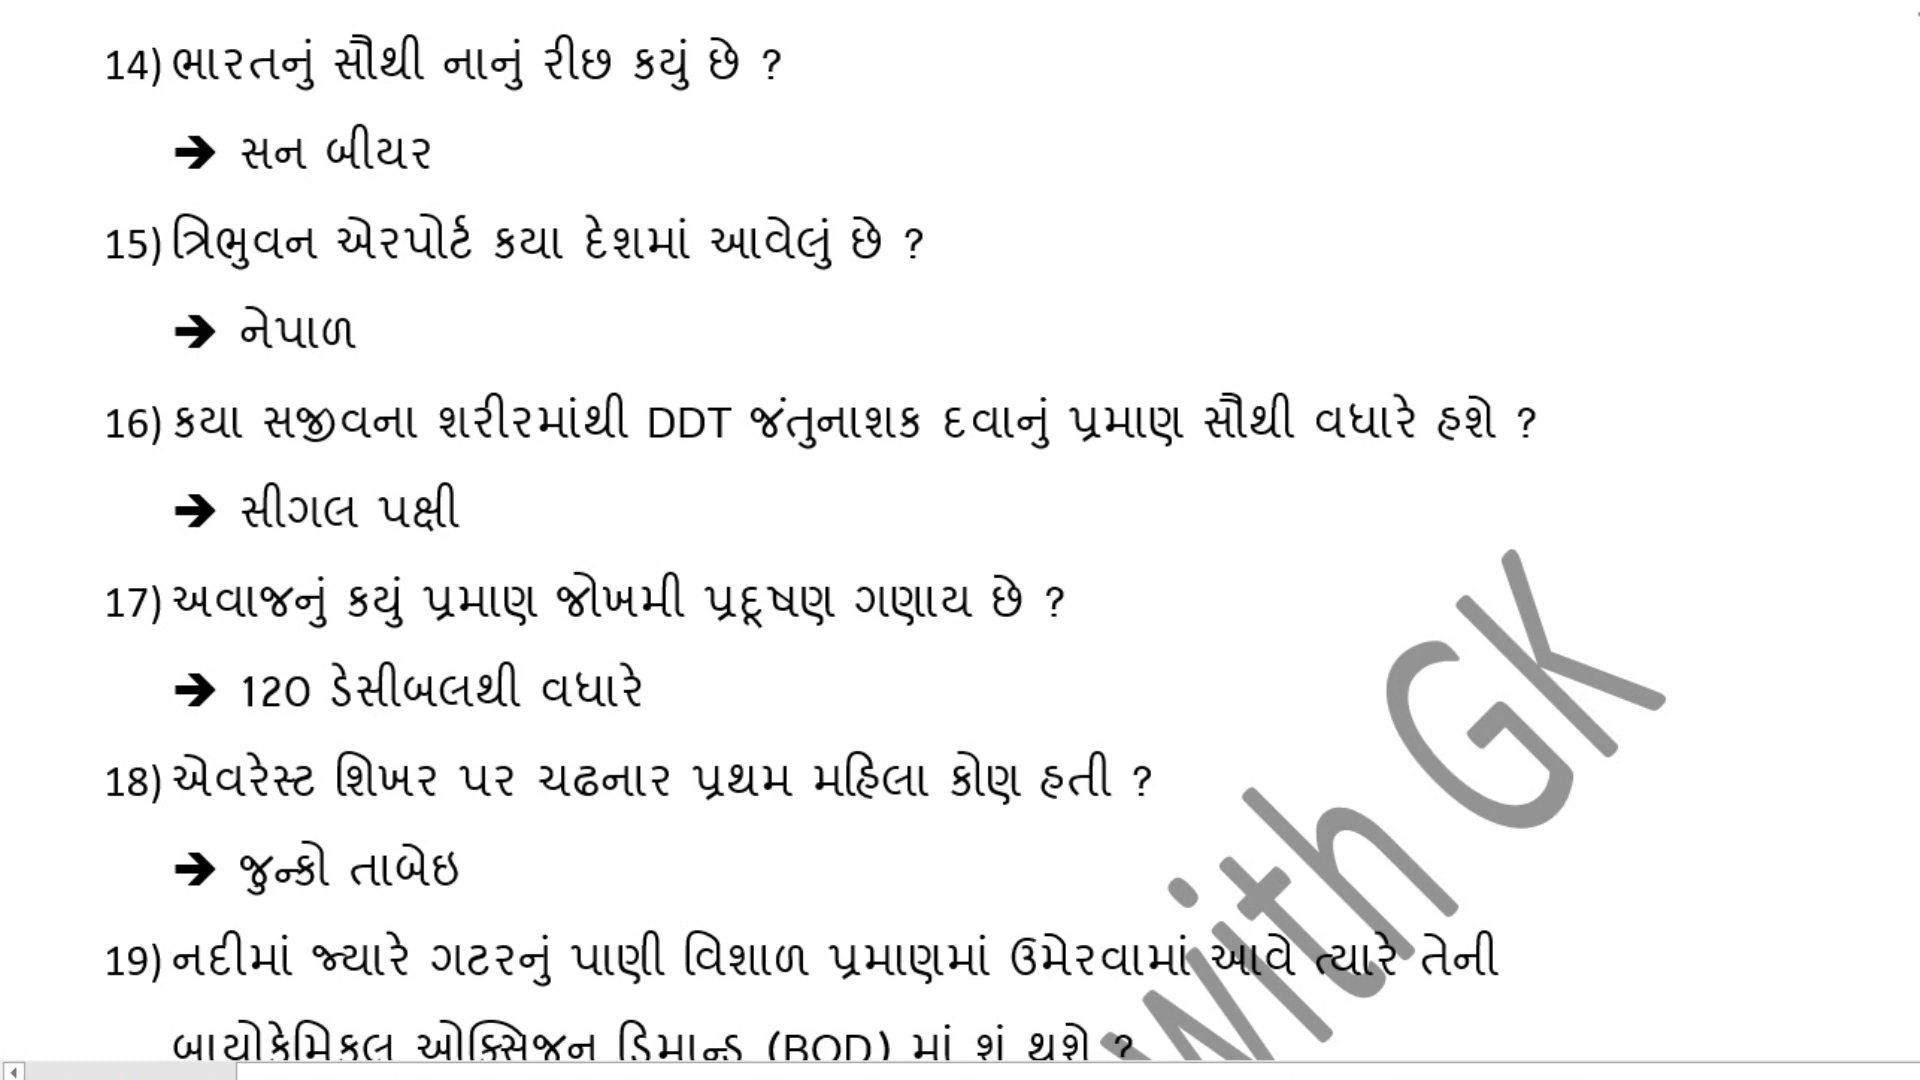 14) ભારતનું સૌથી નાનું રીછ કયું છે ?
➔ સન બીયર
15) ત્રિભુવન એરપોર્ટ કયા દેશમાં આવેલું છે ?
➔ નેપાળ
16) કયા સજીવના શરીરમાંથી DDT જંતુનાશક દવાનું પ્રમાણ સૌથી વધારે હશે ?
➔ સીગલ પક્ષી
17) અવાજનું કયું પ્રમાણ જોખમી પ્રદૂષણ ગણાય છે ?
➔ 120 ડેસીબલથી વધારે
18) એવરેસ્ટ શિખર પર ચઢનાર પ્રથમ મહિલા કોણ હતી ?
➔ જુન્કો તાબેઇ
19) નદીમાં જ્યારે ગટરનું પાણી વિશાળ પ્રમાણમાં ઉમેરવામાં આવે ત્યારે તેની
બાયોકેમિકલ ઓક્સિજન ડિમાન્ડ (BOD) માં શું થશે ?
with GK